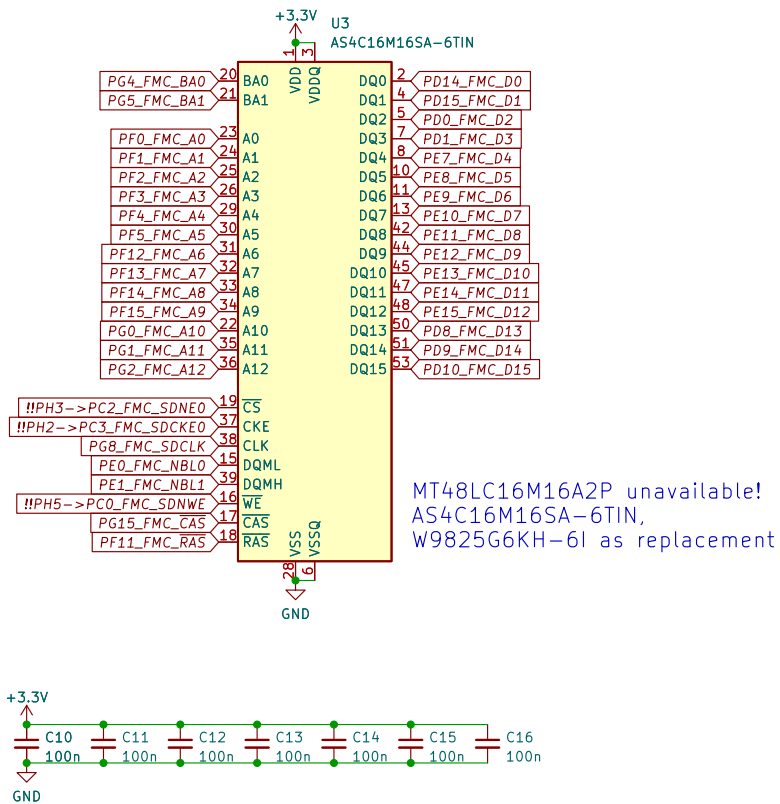 +3.3V
U3
AS4C16M16SA-6TIN
1
3
VDD
VDDQ
PG4_FMC_BA0 20 BA0 DQ0 2 PD14_FMC_D0
PG5_FMC_BA1 21 BA1 DQ1 4 PD15_FMC_D1
DQ2 5 PD0_FMC_D2
PF0_FMC_A0 23 A0 DQ3 7 PD1_FMC_D3
PF1_FMC_A1 24 A1 DQ4 8 PE7_FMC_D4
PF2_FMC_A2 25 A2 DQ5 10 PE8_FMC_D5
PF3_FMC_A3 26 A3 DQ6 11 PE9_FMC_D6
PF4_FMC_A4 29 A4 DQ7 13 PE10_FMC_D7
PF5_FMC_A5 30 A5 DQ8 42 PE11_FMC_D8
PF12_FMC_A6 31 A6 DQ9 44 PE12_FMC_D9
PF13_FMC_A7 32 A7 DQ10 45 PE13_FMC_D10
PF14_FMC_A8 33 A8 DQ11 47 PE14_FMC_D11
PF15_FMC_A9 34 A9 DQ12 48 PE15_FMC_D12
PG0_FMC_A10 22 A10 DQ13 50 PD8_FMC_D13
PG1_FMC_A11 35 A11 DQ14 51 PD9_FMC_D14
PG2_FMC_A12 36 A12 DQ15 53 PD10_FMC_D15
!!PH3->PC2_FMC_SDNE0 19 CS
!!PH2->PC3_FMC_SDCKE0 37 CKE
PG8_FMC_SDCLK 38 CLK
PE0_FMC_NBL0 15 DQML
PE1_FMC_NBL1 39 DQMH
!!PH5->PC0_FMC_SDNWE 16 WE
PG15_FMC_CAS 17 CAS
PF11_FMC_RAS 18 RAS
VSS
VSSQ
28
6
GND
MT48LC16M16A2P unavailable!
AS4C16M16SA-6TIN,
W9825G6KH-6I as replacement
+3.3V
C10 C11 C12 C13 C14 C15 C16
100n 100n 100n 100n 100n 100n 100n
GND